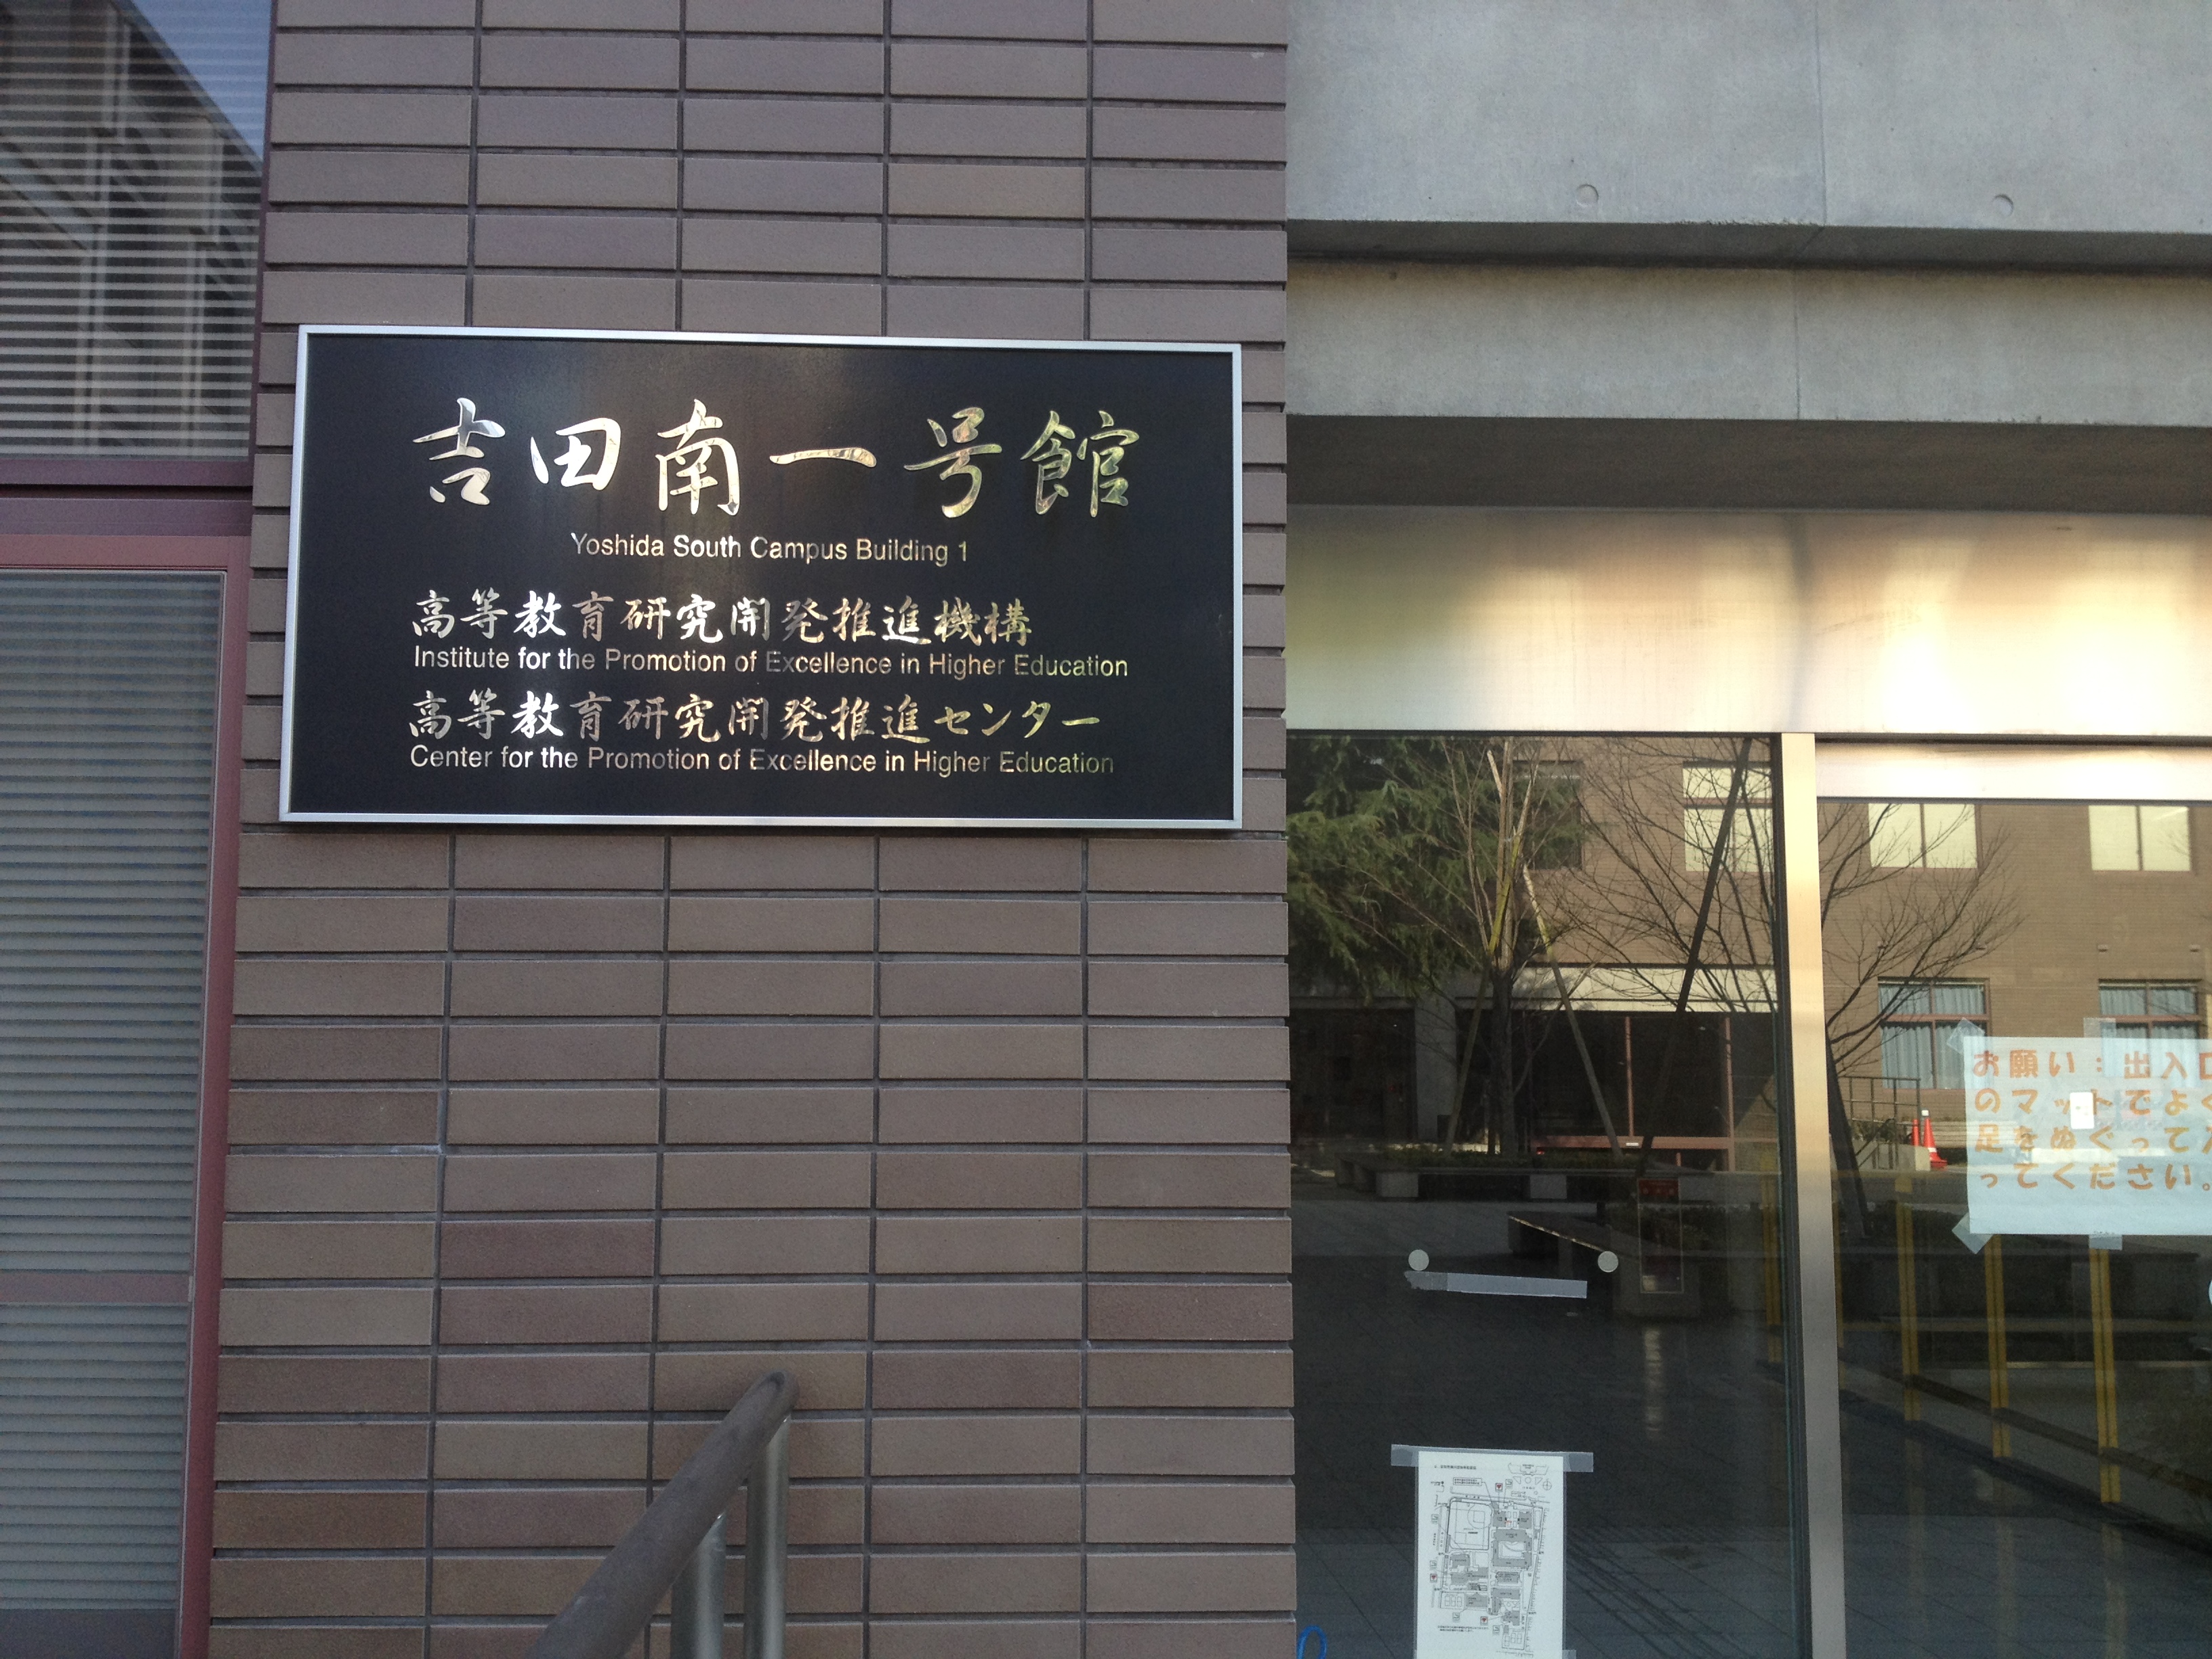 吉田南一号館
Yoshida South Campus Building 1
高等教育研究開発推進機構
Institute for the Promotion of Excellence in Higher Education
高等教育研究開発推進センター
Center for the Promotion of Excellence in Higher Education
お願い：出入口
のマットでよく
足をぬぐって入
ってください。